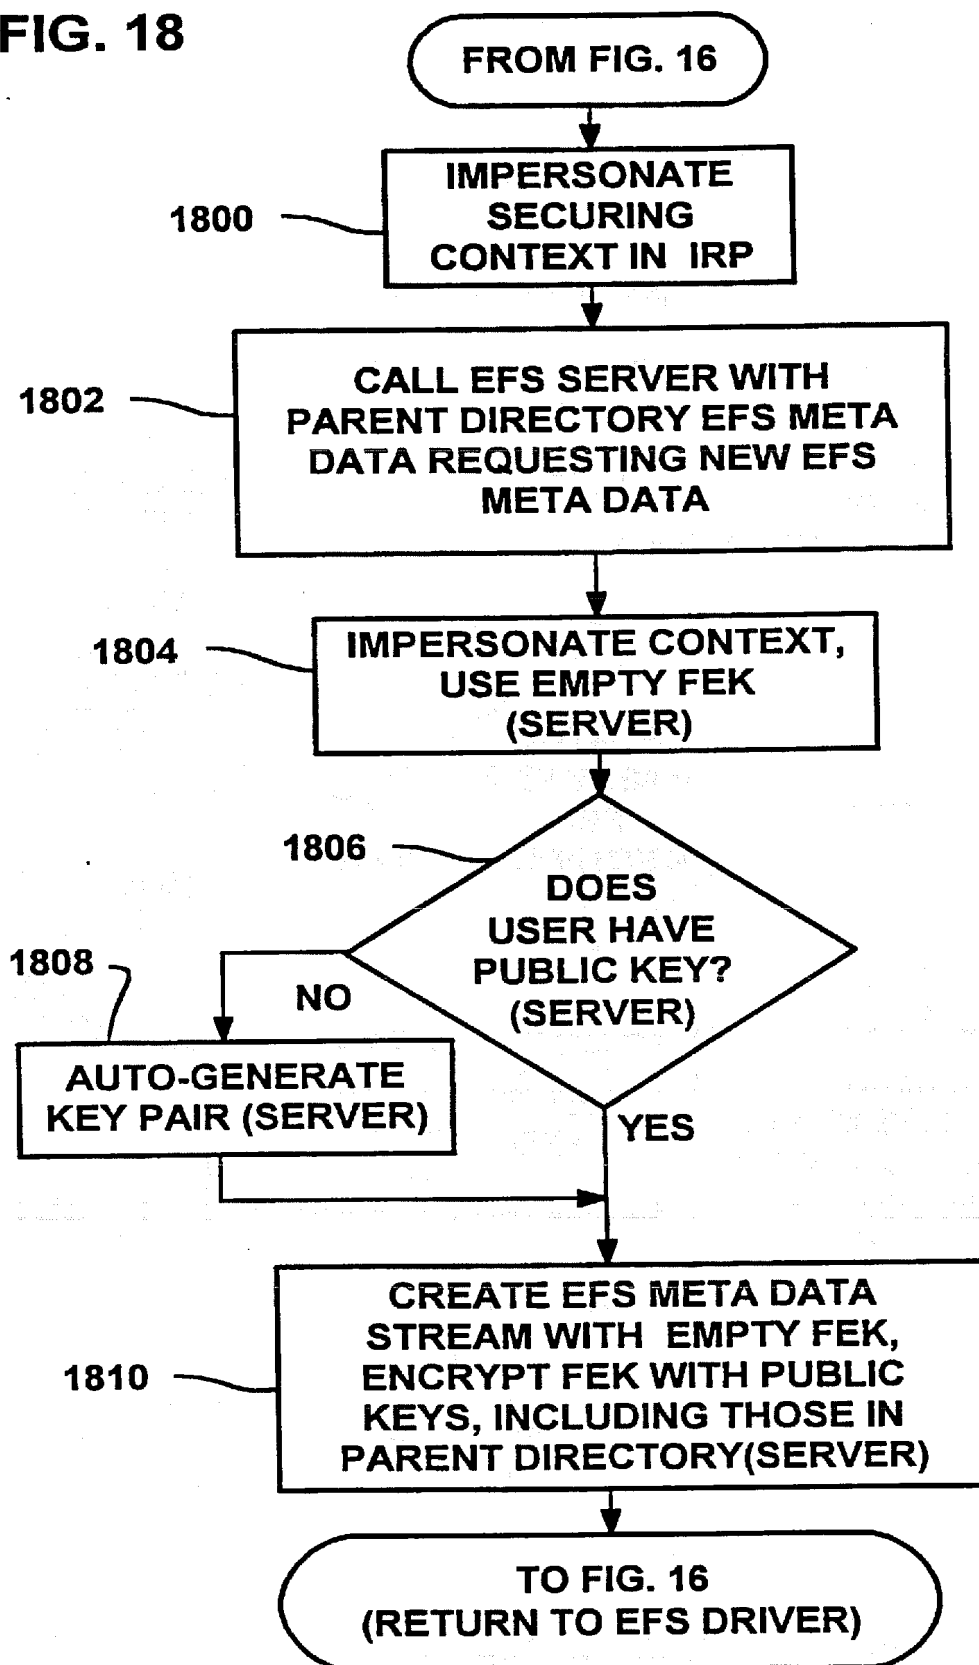 FIG. 18
FROM FIG. 16
1800
IMPERSONATE
SECURING
CONTEXT IN IRP
1802
CALL EFS SERVER WITH
PARENT DIRECTORY EFS META
DATA REQUESTING NEW EFS
META DATA
1804
IMPERSONATE CONTEXT,
USE EMPTY FEK
(SERVER)
1806
DOES
USER HAVE
PUBLIC KEY?
(SERVER)
1808
NO
AUTO-GENERATE
KEY PAIR (SERVER)
YES
1810
CREATE EFS META DATA
STREAM WITH EMPTY FEK,
ENCRYPT FEK WITH PUBLIC
KEYS, INCLUDING THOSE IN
PARENT DIRECTORY(SERVER)
TO FIG. 16
(RETURN TO EFS DRIVER)